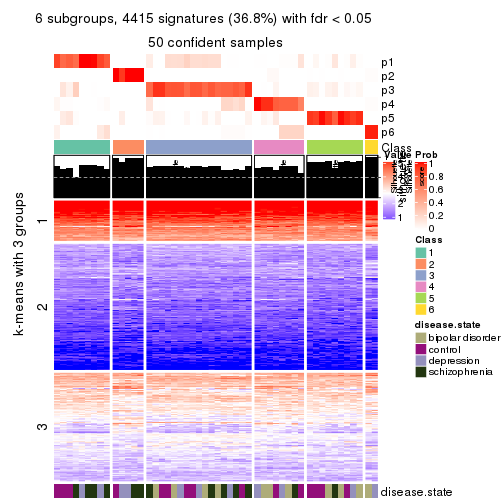 6 subgroups, 4415 signatures (36.8%) with fdr < 0.05
50 confident samples
p1
p2
p3
p4
p5
p6
Class
Prob
1
0.8
0.6
0.4
0.2
0
Class
1
2
3
4
5
6
disease.state
bipolar disorder
control
depression
schizophrenia
k-means with 3 groups
1
2
3
disease.state